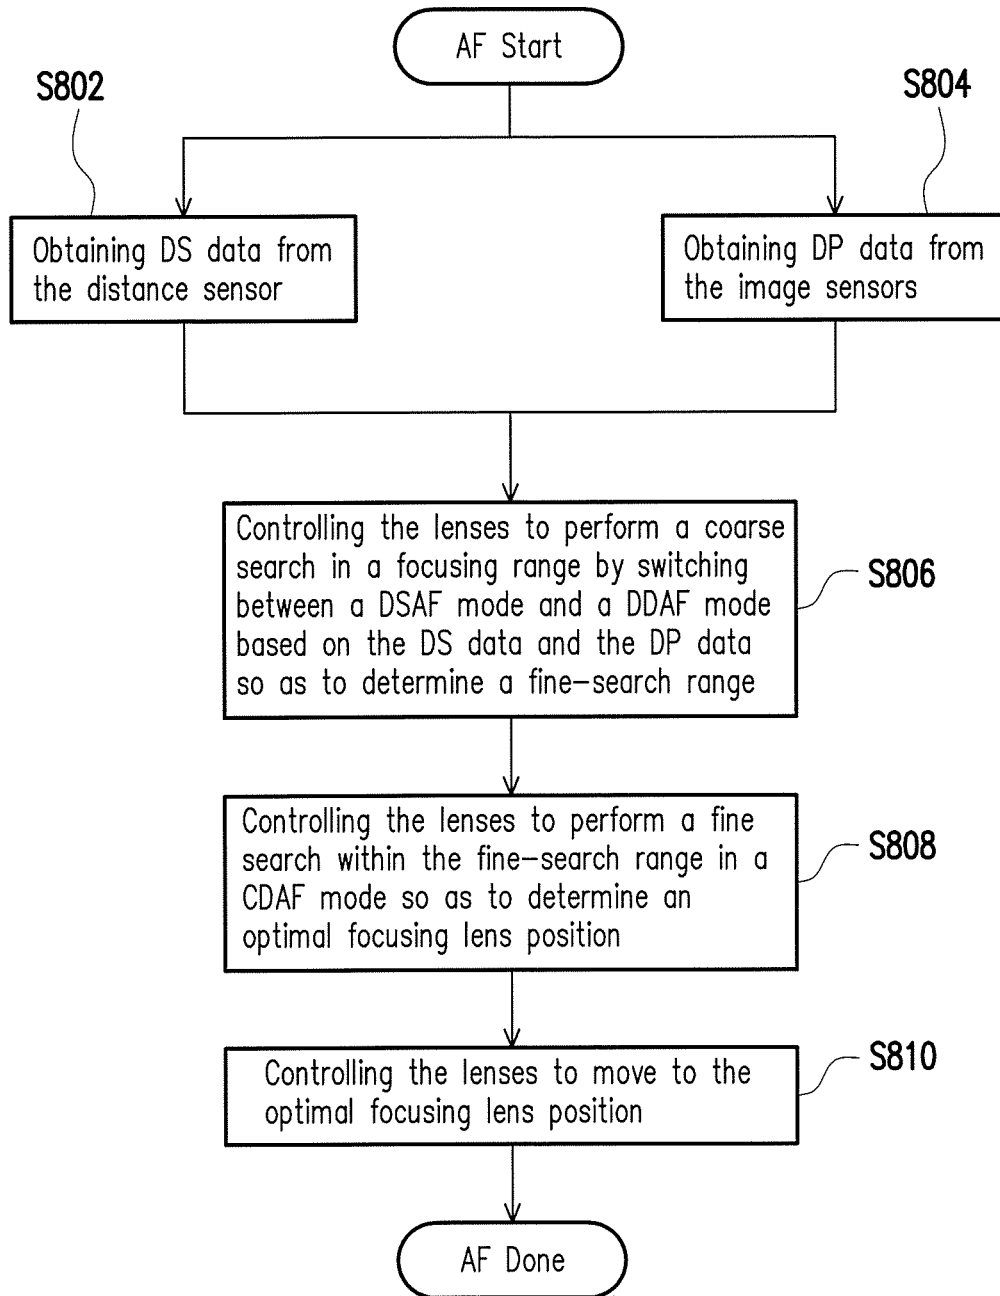 AF Start
S802
S804
Obtaining DS data from
the distance sensor
Obtaining DP data from
the image sensors
Controlling the lenses to perform a coarse
search in a focusing range by switching
between a DSAF mode and a DDAF mode
based on the DS data and the DP data
so as to determine a fine-search range
S806
Controlling the lenses to perform a fine
search within the fine-search range in a
CDAF mode so as to determine an
optimal focusing lens position
S808
Controlling the lenses to move to the
optimal focusing lens position
S810
AF Done